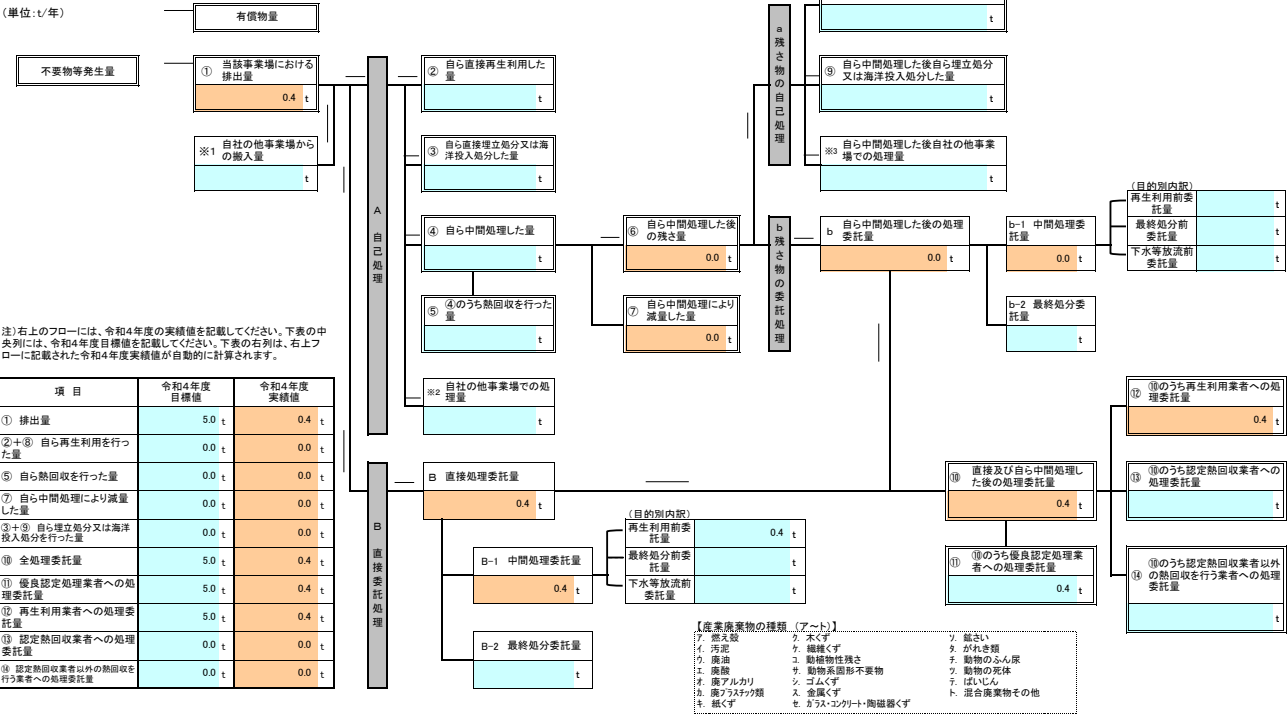 (単位:t/年)
有償物量
不要物等発生量
① 当該事業場における
排出量
0.4 t
※1 自社の他事業場から
の搬入量
t
A
自
己
処
理
② 自ら直接再生利用した
量
t
③ 自ら直接埋立処分又は海
洋投入処分した量
t
④ 自ら中間処理した量
t
⑤ ④のうち熱回収を行った
量
t
※2 自社の他事業場での処
理量
t
⑥ 自ら中間処理した後
の残さ量
0.0 t
⑦ 自ら中間処理により
減量した量
0.0 t
a
残
さ
物
の
自
己
処
理
t
⑨ 自ら中間処理した後自ら埋立処分
又は海洋投入処分した量
t
※3 自ら中間処理した後自社の他事業
場での処理量
t
b
残
さ
物
の
委
託
処
理
b 自ら中間処理した後の処理
委託量
0.0 t
b-1 中間処理委
託量
0.0 t
(目的別内訳)
再生利用前委
託量
t
最終処分前
委託量
t
下水等放流前
委託量
t
b-2 最終処分委
託量
t
注)右上のフローには、令和4年度の実績値を記載してください。下表の中
央列には、令和4年度目標値を記載してください。下表の右列は、右上フ
ローに記載された令和4年度実績値が自動的に計算されます。
項 目 令和4年度 令和4年度
目標値 実績値
① 排出量 5.0 t 0.4 t
②+⑧ 自ら再生利用を行っ
た量 0.0 t 0.0 t
⑤ 自ら熱回収を行った量 0.0 t 0.0 t
⑦ 自ら中間処理により減量
した量 0.0 t 0.0 t
③+⑨ 自ら埋立処分又は海洋
投入処分を行った量 0.0 t 0.0 t
⑩ 全処理委託量 5.0 t 0.4 t
⑪ 優良認定処理業者への処
理委託量 5.0 t 0.4 t
⑫ 再生利用業者への処理委
託量 5.0 t 0.4 t
⑬ 認定熱回収業者への処理
委託量 0.0 t 0.0 t
⑭ 認定熱回収業者以外の熱回収を
行う業者への処理委託量 0.0 t 0.0 t
B
直
接
委
託
処
理
B 直接処理委託量
0.4 t
B-1 中間処理委託量
0.4 t
(目的別内訳)
再生利用前委
託量
0.4 t
最終処分前委
託量
t
下水等放流前
委託量
t
B-2 最終処分委託量
t
⑩ 直接及び自ら中間処理し
た後の処理委託量
0.4 t
⑪ ⑩のうち優良認定処理業
者への処理委託量
0.4 t
⑫ ⑩のうち再生利用業者への処
理委託量
0.4 t
⑬ ⑩のうち認定熱回収業者への
処理委託量
t
⑭ ⑩のうち認定熱回収業者以外
の熱回収を行う業者への処理
委託量
t
【産業廃棄物の種類 (ア~ト)】
ア. 燃え殻 ク. 木くず ソ. 鉱さい
イ. 汚泥 ケ. 繊維くず タ. がれき類
ウ. 廃油 コ. 動植物性残さ チ. 動物のふん尿
エ. 廃酸 サ. 動物系固形不要物 ツ. 動物の死体
オ. 廃アルカリ シ. ゴムくず テ. ばいじん
カ. 廃プラスチック類 ス. 金属くず ト. 混合廃棄物その他
キ. 紙くず セ. ガラス・コンクリート・陶磁器くず